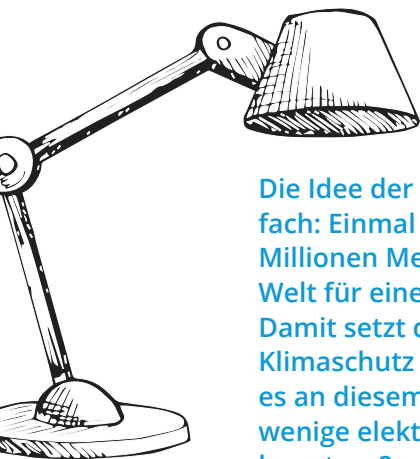 Die Idee der
fach: Einmal
Millionen Me
Welt für eine
Damit setzt d
Klimaschutz
es an diesem
wenige elekt